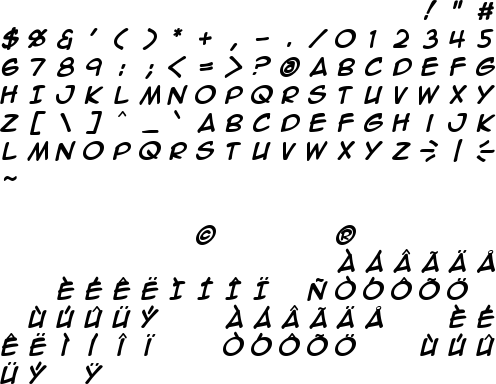 ! " #
$ % & ' ( ) * + , - . / 0 1 2 3 4 5
6 7 8 9 : ; < = > ? @ A B C D E F G
H I J K L M N O P Q R S T U V W X Y
Z [ \ ] ^ _ ` A B C D E F G H I J K
L M N O P Q R S T U V W X Y Z { | }
~
© ®
À Á Â Ã Ä Å
È É Ê Ë Ì Í Î Ï Ñ Ò Ó Ô Õ Ö
Ù Ú Û Ü Ý À Á Â Ã Ä Å È É
Ê Ë Ì Í Î Ï Ò Ó Ô Õ Ö Ù Ú Û
Ü Ý Ÿ